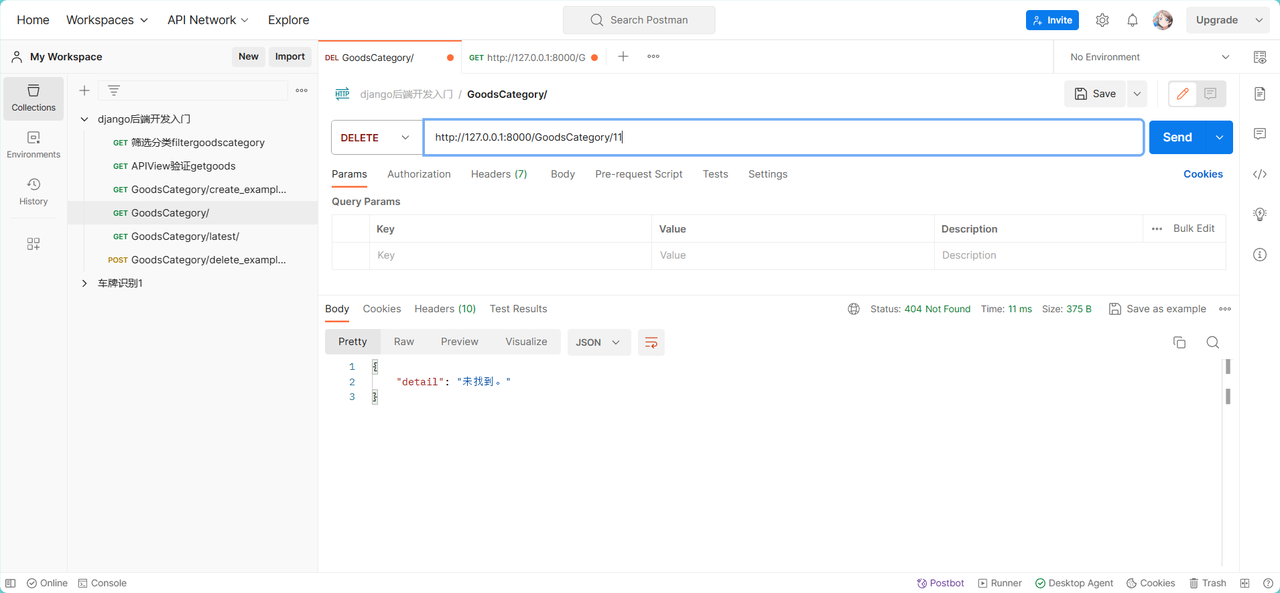 Home Workspaces API Network Explore Search Postman Invite Upgrade
My Workspace New Import DEL GoodsCategory/ GET http://127.0.0.1:8000/G No Environment
Collections
Environments
History
django后端开发入门
GET 筛选分类filtergoodscategory
GET APIView验证getgoods
GET GoodsCategory/create_exampl...
GET GoodsCategory/
GET GoodsCategory/latest/
POST GoodsCategory/delete_exampl...
车牌识别1
HTTP django后端开发入门 / GoodsCategory/ Save
DELETE http://127.0.0.1:8000/GoodsCategory/11 Send
Params Authorization Headers (7) Body Pre-request Script Tests Settings Cookies
Query Params
Key Value Description Bulk Edit
Key Value Description
Body Cookies Headers (10) Test Results Status: 404 Not Found Time: 11 ms Size: 375 B Save as example
Pretty Raw Preview Visualize JSON
1 {
2 "detail": "未找到。"
3 }
Online Console Postbot Runner Desktop Agent Cookies Trash